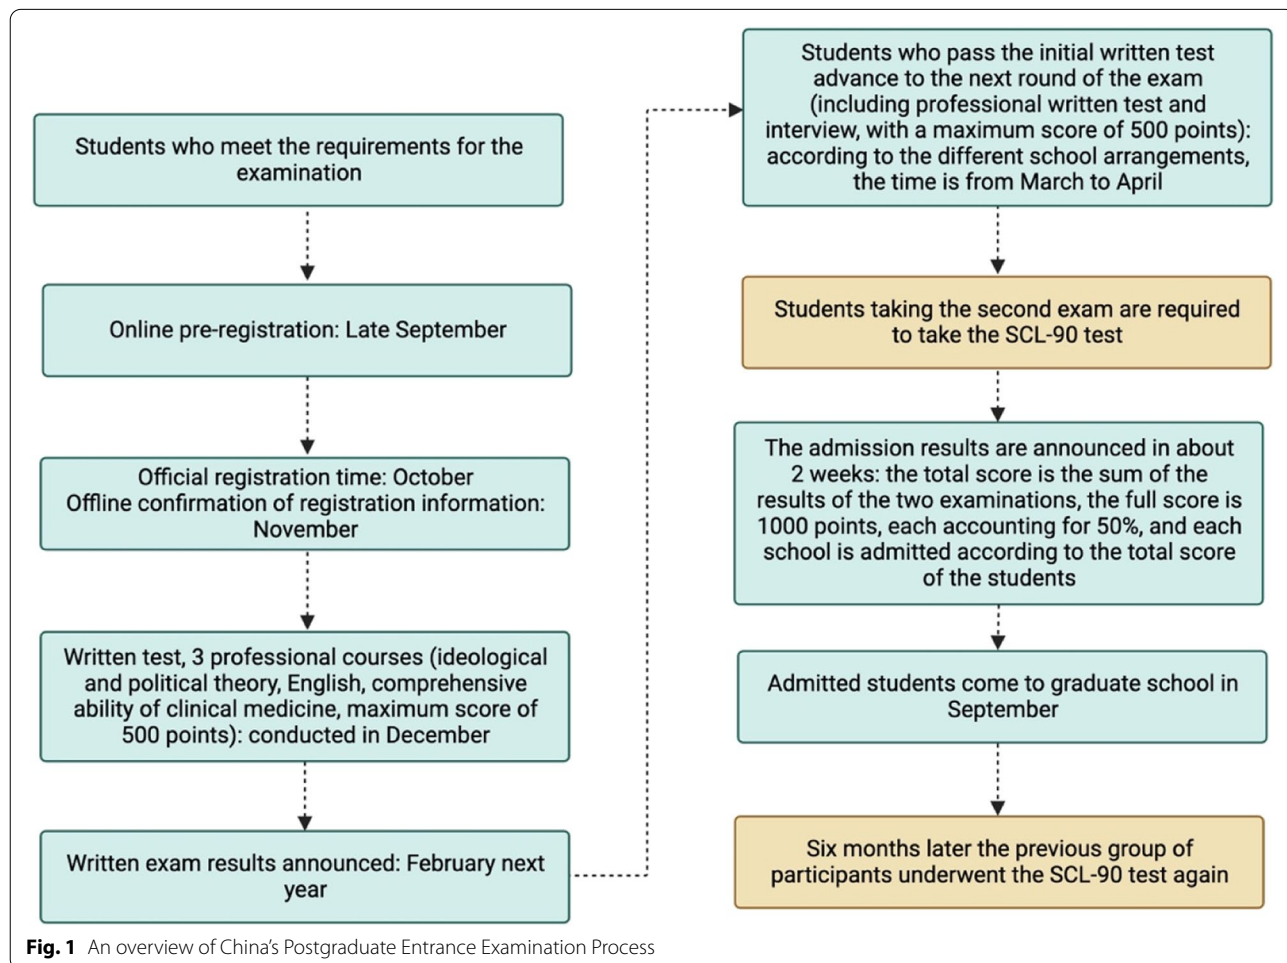 Students who meet the requirements for the
examination
Online pre-registration: Late September
Official registration time: October
Offline confirmation of registration information:
November
Written test, 3 professional courses (ideological
and political theory, English, comprehensive
ability of clinical medicine, maximum score of
500 points): conducted in December
Written exam results announced: February next
year
Students who pass the initial written test
advance to the next round of the exam
(including professional written test and
interview, with a maximum score of 500 points):
according to the different school arrangements,
the time is from March to April
Students taking the second exam are required
to take the SCL-90 test
The admission results are announced in about
2 weeks: the total score is the sum of the
results of the two examinations, the full score is
1000 points, each accounting for 50%, and each
school is admitted according to the total score
of the students
Admitted students come to graduate school in
September
Six months later the previous group of
participants underwent the SCL-90 test again
Fig. 1 An overview of China's Postgraduate Entrance Examination Process